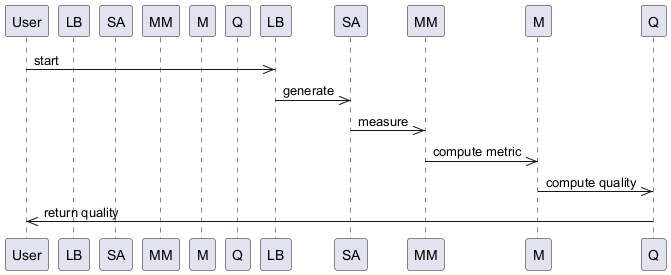 User LB SA MM M Q LB SA MM M Q
start
generate
measure
compute metric
compute quality
return quality
User LB SA MM M Q LB SA MM M Q